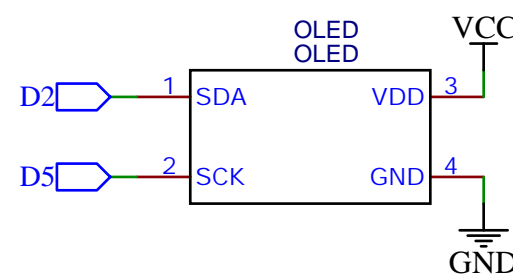 OLED
OLED
VCC
D2 1 SDA VDD 3
D5 2 SCK GND 4
GND